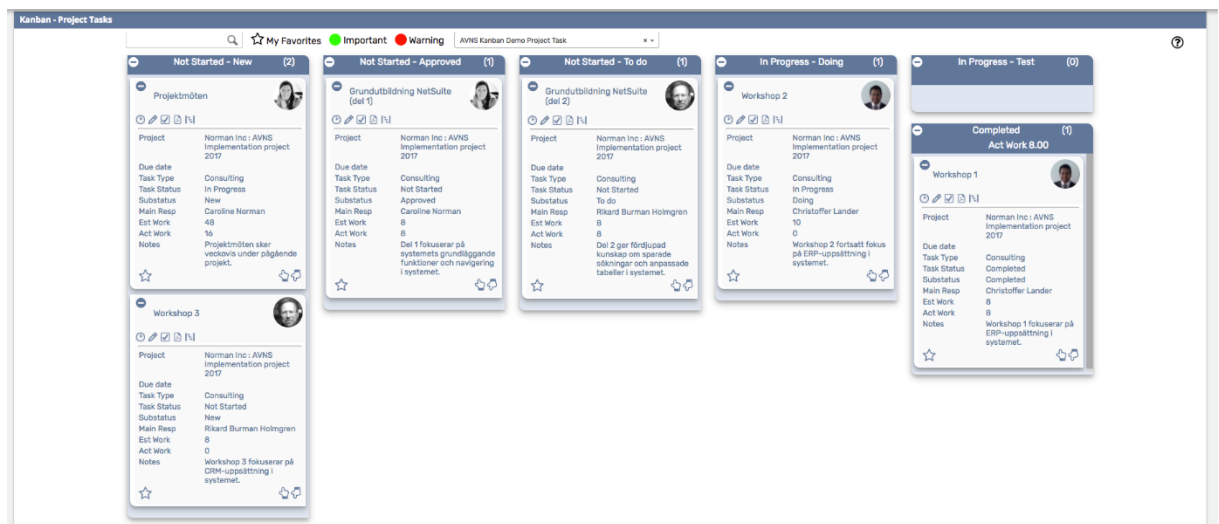 Kanban - Project Tasks
My Favorites Important Warning AVNS Kanban Demo Project Task
Not Started - New (2)
Projektmöten
Project Norman Inc : AVNS
Implementation project
2017
Due date
Task Type Consulting
Task Status In Progress
Substatus New
Main Resp Caroline Norman
Est Work 48
Act Work 16
Notes Projektmöten sker
veckovis under pågående
projekt.
Workshop 3
Project Norman Inc : AVNS
Implementation project
2017
Due date
Task Type Consulting
Task Status Not Started
Substatus New
Main Resp Rikard Burman Holmgren
Est Work 8
Act Work 0
Notes Workshop 3 fokuserar på
CRM-uppsättning i
systemet.
Not Started - Approved (1)
Grundutbildning NetSuite
(del 1)
Project Norman Inc : AVNS
Implementation project
2017
Due date
Task Type Consulting
Task Status Not Started
Substatus Approved
Main Resp Caroline Norman
Est Work 8
Act Work 8
Notes Del 1 fokuserar på
systemets grundläggande
funktioner och navigering
i systemet.
Not Started - To do (1)
Grundutbildning NetSuite
(del 2)
Project Norman Inc : AVNS
Implementation project
2017
Due date
Task Type Consulting
Task Status Not Started
Substatus To do
Main Resp Rikard Burman Holmgren
Est Work 8
Act Work 8
Notes Del 2 ger fördjupad
kunskap om sparade
sökningar och anpassade
tabeller i systemet.
In Progress - Doing (1)
Workshop 2
Project Norman Inc : AVNS
Implementation project
2017
Due date
Task Type Consulting
Task Status In Progress
Substatus Doing
Main Resp Christoffer Lander
Est Work 10
Act Work 0
Notes Workshop 2 fortsatt fokus
på ERP-uppsättning i
systemet.
In Progress - Test (0)
Completed (1)
Act Work 8.00
Workshop 1
Project Norman Inc : AVNS
Implementation project
2017
Due date
Task Type Consulting
Task Status Completed
Substatus Completed
Main Resp Christoffer Lander
Est Work 8
Act Work 8
Notes Workshop 1 fokuserar på
ERP-uppsättning i
systemet.